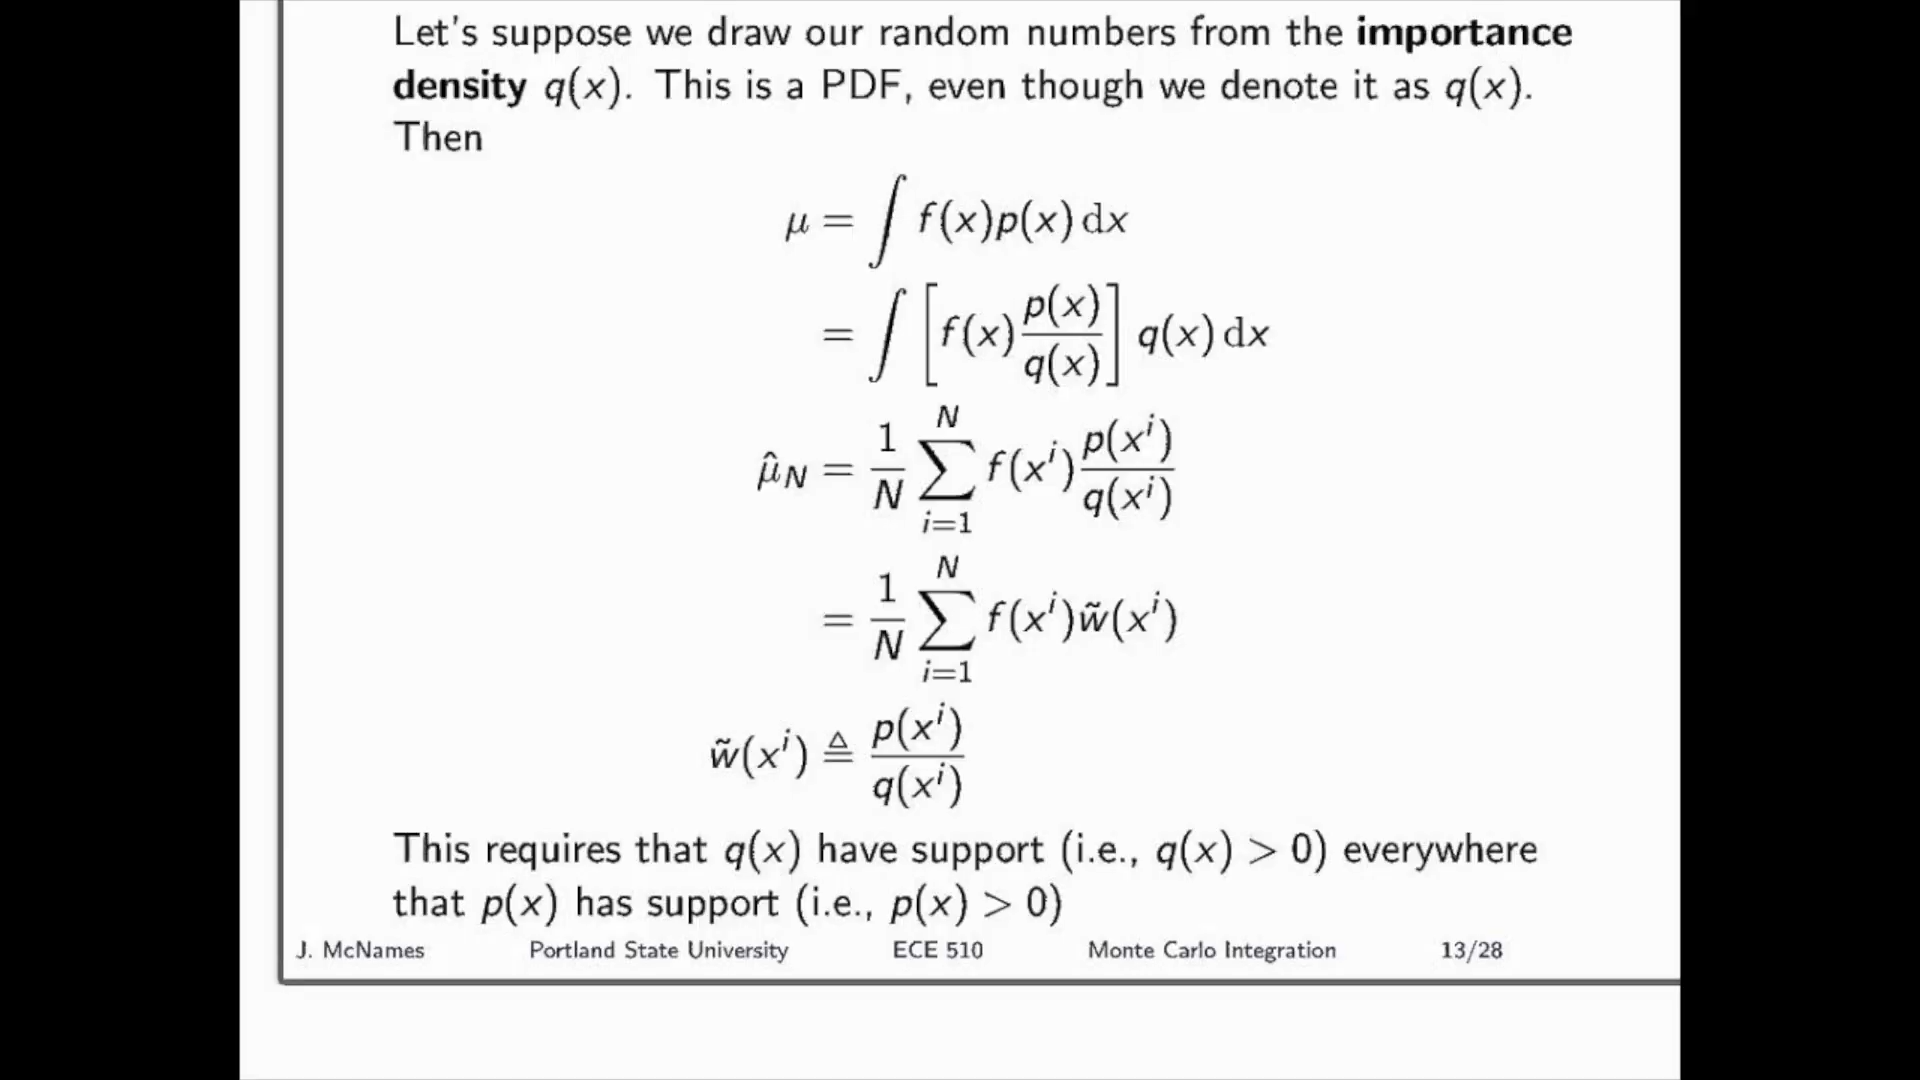 Let's suppose we draw our random numbers from the importance
density q(x). This is a PDF, even though we denote it as q(x).
Then
μ = ∫ f(x)p(x) dx
= ∫ [f(x) p(x)/q(x)] q(x) dx
μ̂_N = 1/N ∑_{i=1}^{N} f(x^i) p(x^i)/q(x^i)
= 1/N ∑_{i=1}^{N} f(x^i)w̃(x^i)
w̃(x^i) ≜ p(x^i)/q(x^i)
This requires that q(x) have support (i.e., q(x) > 0) everywhere
that p(x) has support (i.e., p(x) > 0)
J. McNames Portland State University ECE 510 Monte Carlo Integration 13/28